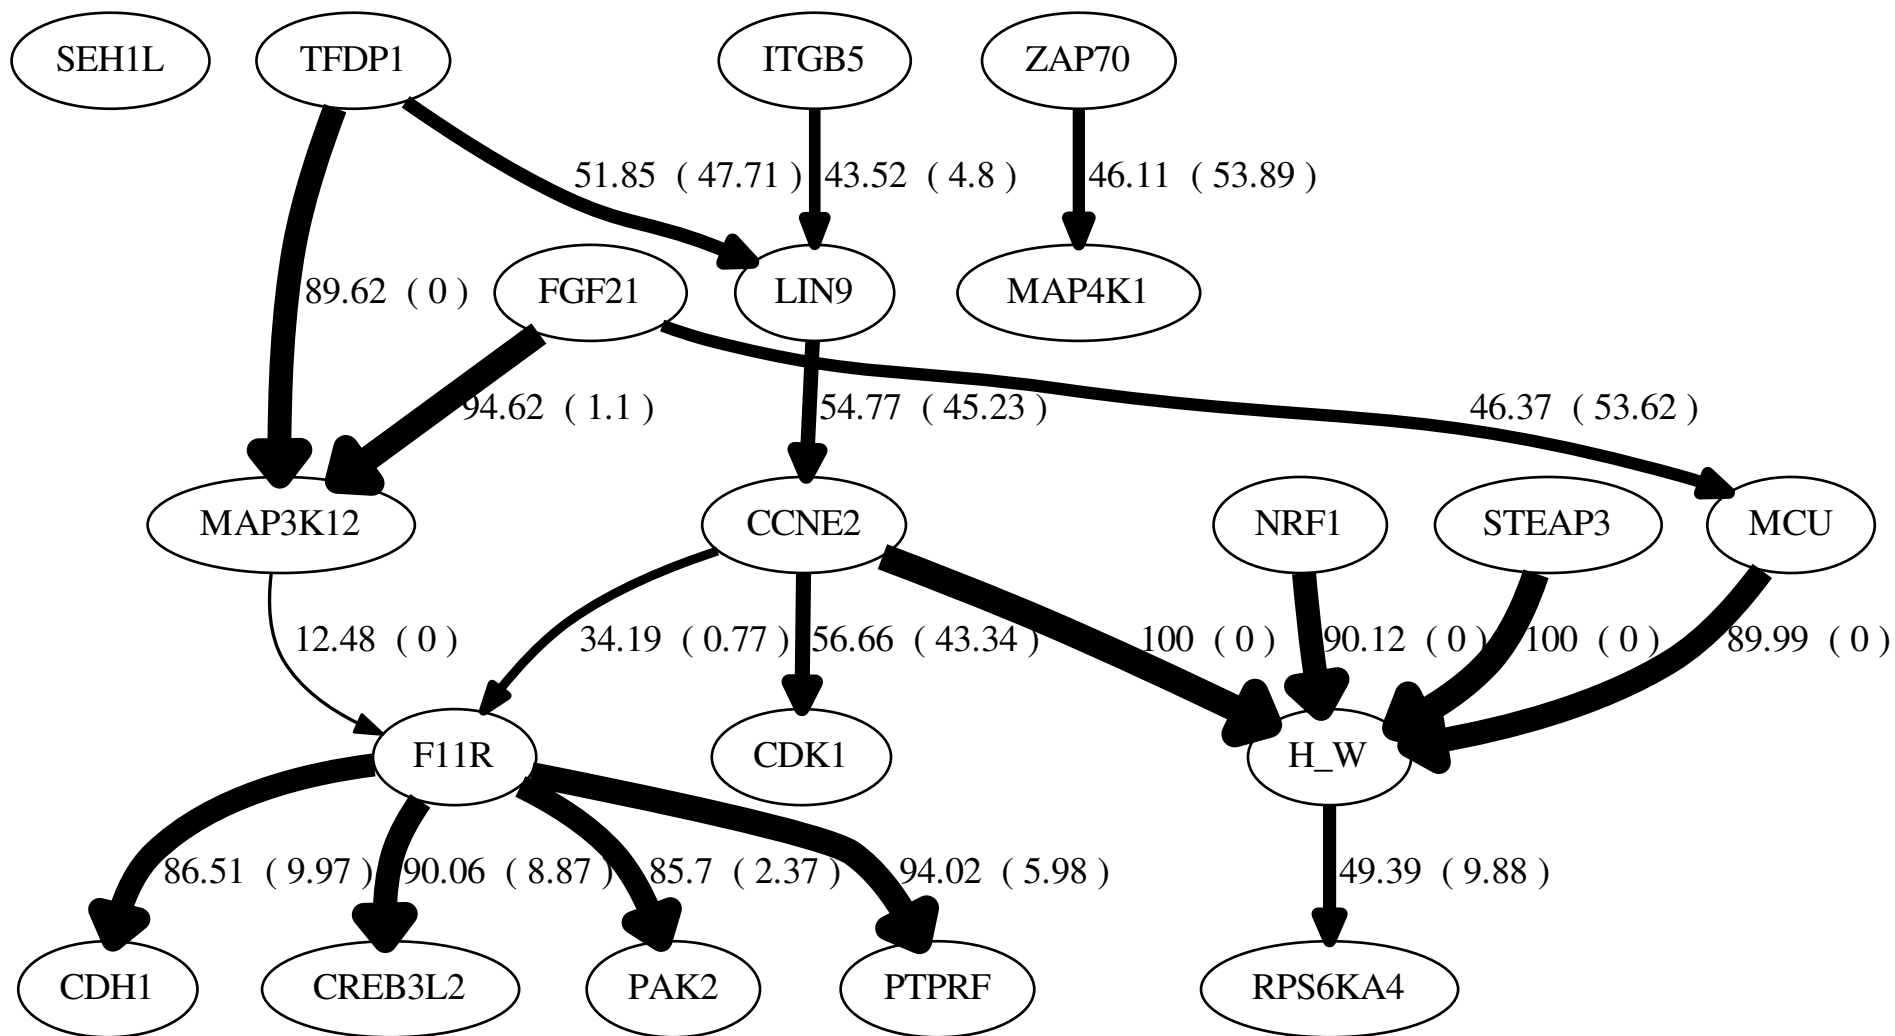 SEH1L TFDP1 ITGB5 ZAP70
51.85 ( 47.71 ) 43.52 ( 4.8 ) 46.11 ( 53.89 )
89.62 ( 0 ) FGF21 LIN9 MAP4K1
94.62 ( 1.1 ) 54.77 ( 45.23 ) 46.37 ( 53.62 )
MAP3K12 CCNE2 NRF1 STEAP3 MCU
12.48 ( 0 ) 34.19 ( 0.77 ) 56.66 ( 43.34 ) 100 ( 0 ) 90.12 ( 0 ) 100 ( 0 ) 89.99 ( 0 )
F11R CDK1 H_W
86.51 ( 9.97 ) 90.06 ( 8.87 ) 85.7 ( 2.37 ) 94.02 ( 5.98 ) 49.39 ( 9.88 )
CDH1 CREB3L2 PAK2 PTPRF RPS6KA4